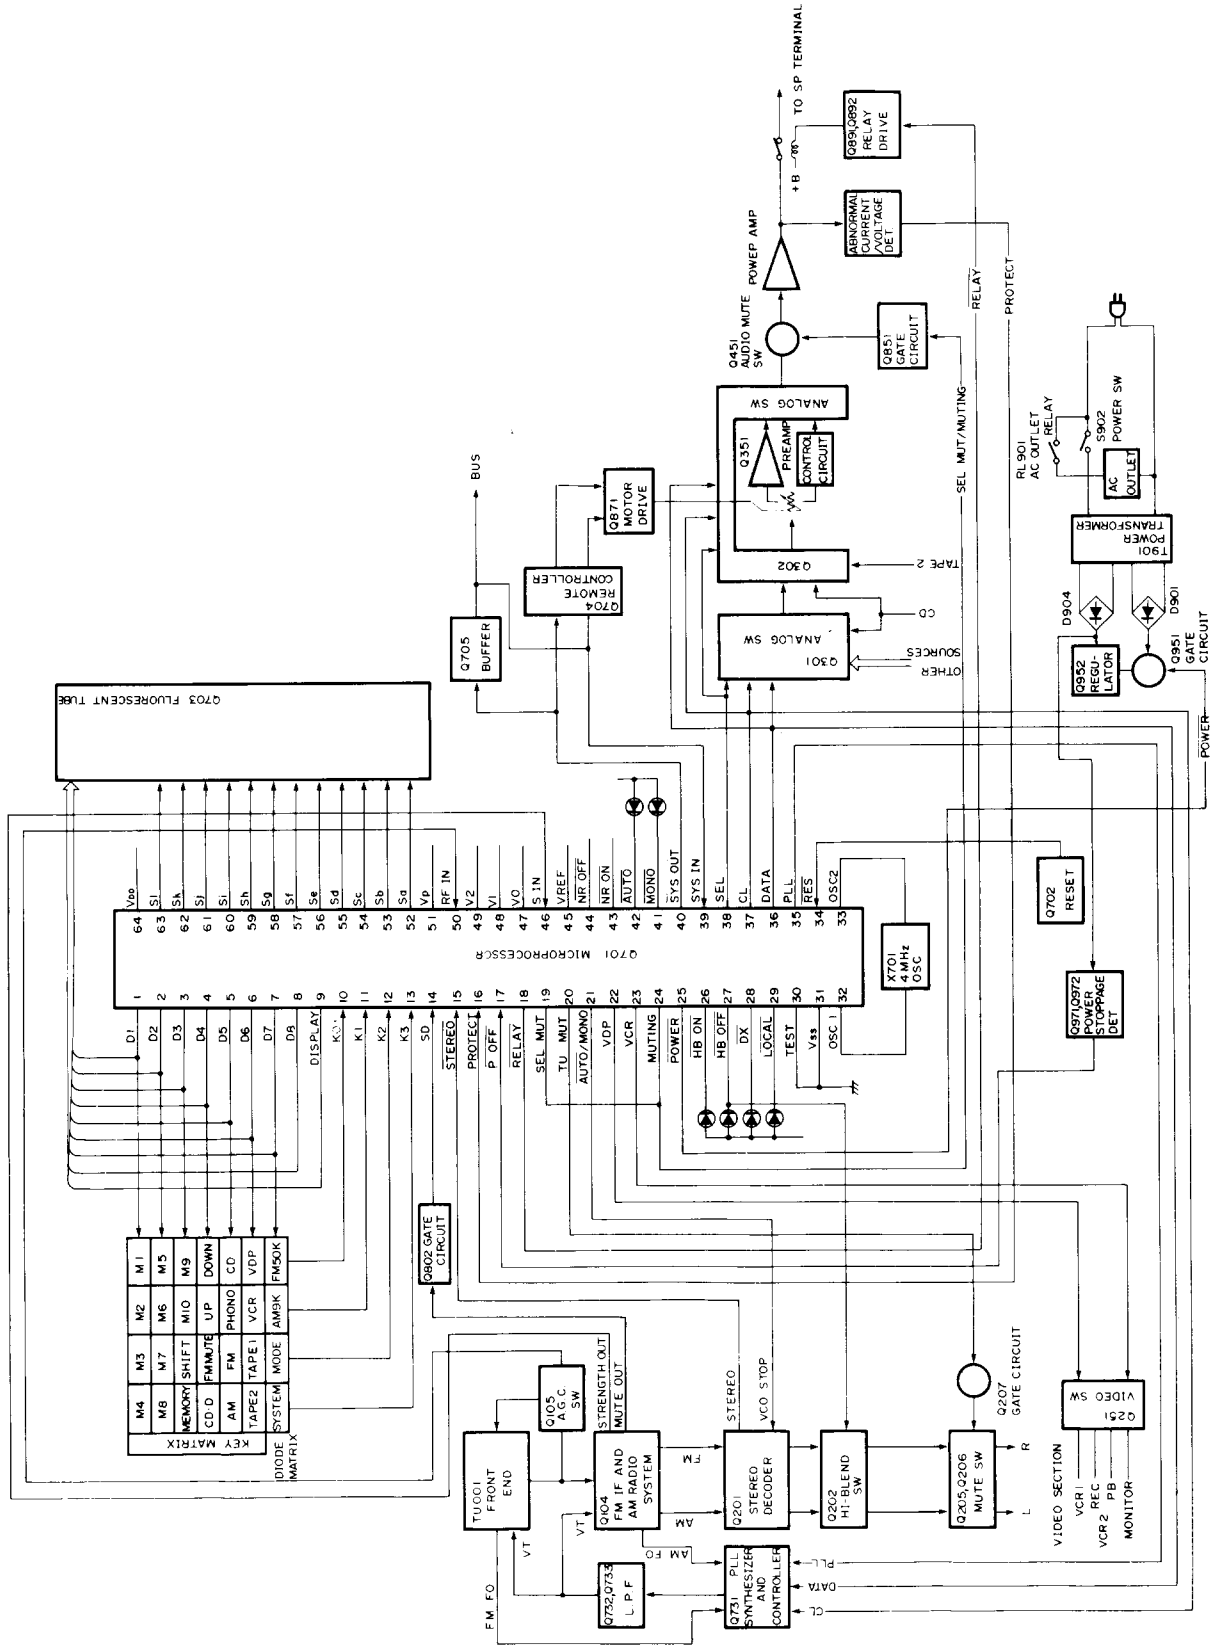 TO SP TERMINAL
Q891,Q892
RELAY
DRIVE
+B
ABNORMAL
CURRENT
/VOLTAGE
DET.
POWEP AMP
Q451
AUDIO MUTE
SW
Q851
GATE
CIRCUIT
RELAY
PROTECT
SEL MUT/MUTING
ANALOG SW
Q351
PREAMP
CONTROL
CIRCUIT
Q302
TAPE 2
CD
Q301
ANALOG SW
OTHER
SOURCES
BUS
Q871
MOTOR
DRIVE
Q704
REMOTE
CONTROLLER
Q705
BUFFER
RL901
AC OUTLET
RELAY
S902
POWER SW
AC
OUTLET
T901
POWER
TRANSFORMER
D904
D901
Q952
REGU-
LATOR
Q951
GATE
CIRCUIT
POWER
Q703 FLUORESCENT TUBE
VDD
Sl
Sk
Sj
Si
Sh
Sg
Sf
Se
Sd
Sc
Sb
Sa
Vp
RF IN
V2
V1
VO
S IN
VREF
NR OFF
NR ON
AUTO
MONO
SYS OUT
SYS IN
SEL
CL
DATA
PLL
RES
OSC2
64
63
62
61
60
59
58
57
56
55
54
53
52
51
50
49
48
47
46
45
44
43
42
41
40
39
38
37
36
35
34
33
Q701 MICROPROCESSCR
1
2
3
4
5
6
7
8
9
10
11
12
13
14
15
16
17
18
19
20
21
22
23
24
25
26
27
28
29
30
31
32
D1
D2
D3
D4
D5
D6
D7
D8
DISPLAY
KO
K1
K2
K3
SD
STEREO
PROTECT
P OFF
RELAY
SEL MUT
TU MUT
AUTO/MONO
VDP
VCR
MUTING
POWER
HB ON
HB OFF
DX
LOCAL
TEST
Vss
OSC 1
X701
4MHz
OSC
Q702
RESET
Q971,Q972
POWER
STOPPAGE
DET
M1
M5
M9
DOWN
CD
VDP
FM50K
M2
M6
M10
UP
PHONO
VCR
AM9K
M3
M7
SHIFT
FMMUTE
FM
TAPE1
MODE
M4
M8
MEMORY
CD·D
AM
TAPE2
SYSTEM
KEY MATRIX
DIODE
MATRIX
Q802 GATE
CIRCUIT
Q105
A.G.C.
SW
STRENGTH OUT
MUTE OUT
STEREO
VCO STOP
TU001
FRONT
END
Q104
FM IF AND
AM RADIO
SYSTEM
FM
AM
Q201
STEREO
DECODER
Q202
HI-BLEND
SW
Q205,Q206
MUTE SW
Q207
GATE CIRCUIT
R
L
VT
VT
AM FO
FM FO
Q732,Q733
L.P.F
Q731 PLL
SYNTHESIZER
AND
CONTROLLER
PLL
DATA
CL
Q251
VIDEO SW
VIDEO SECTION
VCR1
REC
VCR2
PB
MONITOR